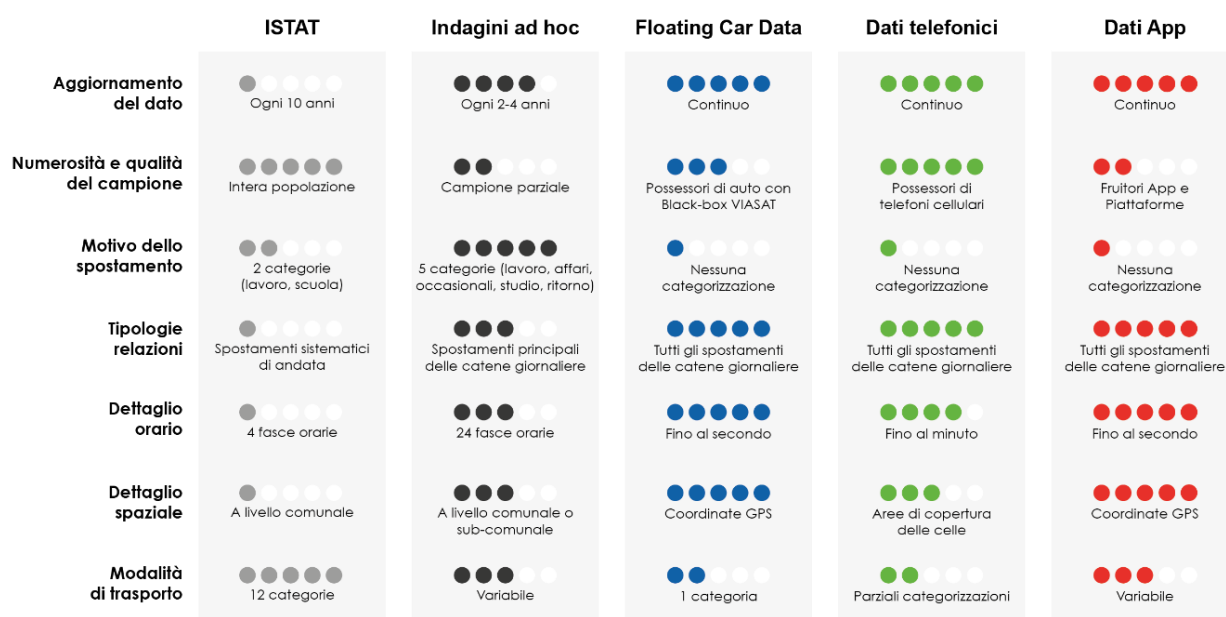 ISTAT
Indagini ad hoc
Floating Car Data
Dati telefonici
Dati App
Aggiornamento
del dato
Ogni 10 anni
Ogni 2-4 anni
Continuo
Continuo
Continuo
Numerosità e qualità
del campione
Intera popolazione
Campione parziale
Possessori di auto con
Black-box VIASAT
Possessori di
telefoni cellulari
Fruitori App e
Piattaforme
Motivo dello
spostamento
2 categorie
(lavoro, scuola)
5 categorie (lavoro, affari,
occasionali, studio, ritorno)
Nessuna
categorizzazione
Nessuna
categorizzazione
Nessuna
categorizzazione
Tipologie
relazioni
Spostamenti sistematici
di andata
Spostamenti principali
delle catene giornaliere
Tutti gli spostamenti
delle catene giornaliere
Tutti gli spostamenti
delle catene giornaliere
Tutti gli spostamenti
delle catene giornaliere
Dettaglio
orario
4 fasce orarie
24 fasce orarie
Fino al secondo
Fino al minuto
Fino al secondo
Dettaglio
spaziale
A livello comunale
A livello comunale o
sub-comunale
Coordinate GPS
Aree di copertura
delle celle
Coordinate GPS
Modalità
di trasporto
12 categorie
Variabile
1 categoria
Parziali categorizzazioni
Variabile